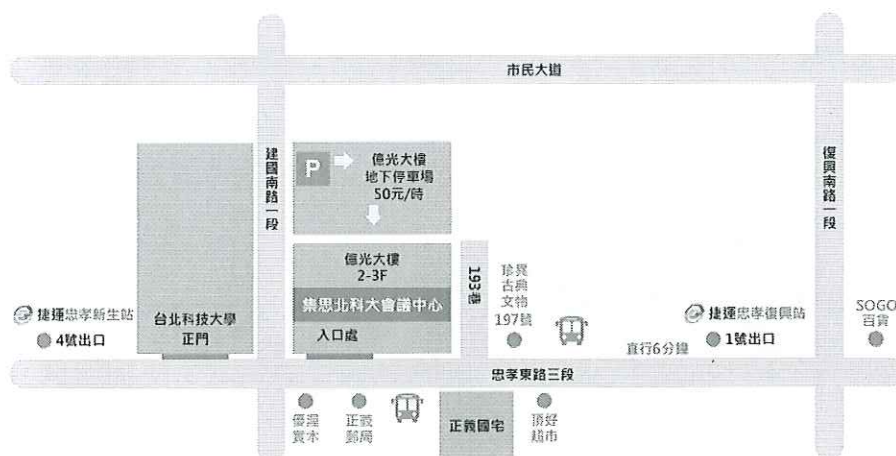 市民大道
建國南路一段
復興南路一段
P
億光大樓
地下停車場
50元/時
億光大樓
2-3F
集思北科大會議中心
入口處
193巷
珍異
古典
文物
197號
捷運忠孝新生站
4號出口
台北科技大學
正門
捷運忠孝復興站
1號出口
直行6分鐘
SOGO
百貨
忠孝東路三段
優渥
實木
正義
郵局
正義國宅
頂好
超市